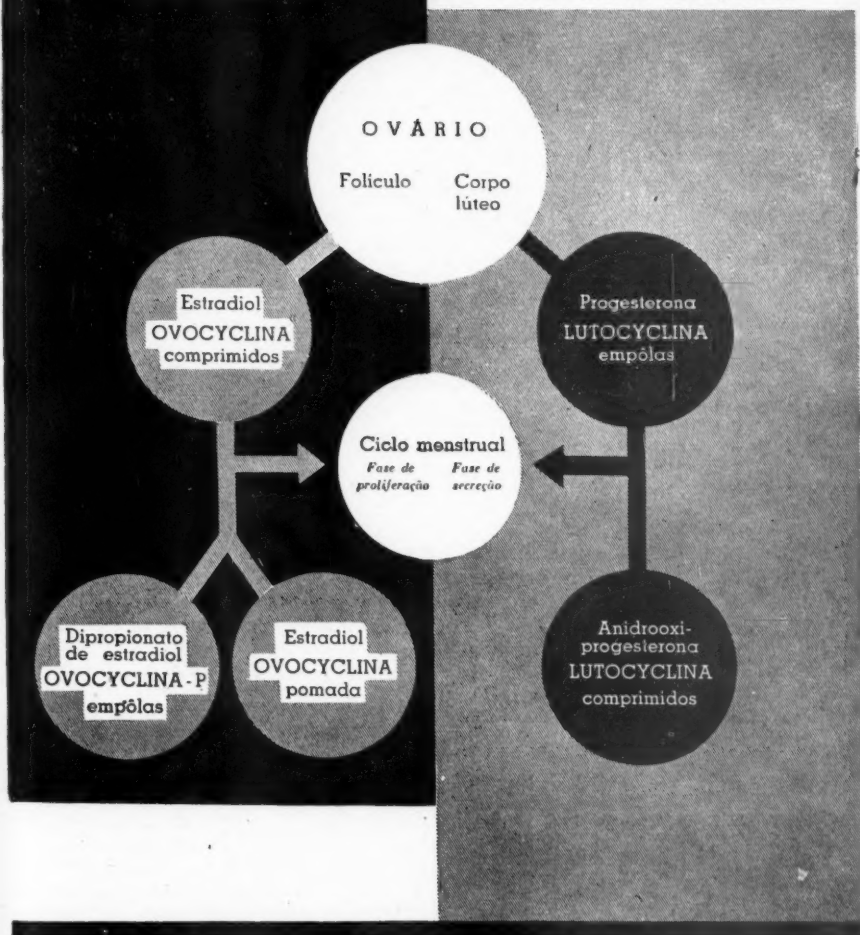 OVÁRIO
Folículo
Corpo
lúteo
Estradiol
OVOCYCLINA
comprimidos
Progesterona
LUTOCYCLINA
empôlas
Ciclo menstrual
Fase de
proliferação
Fase de
secreção
Dipropionato
de estradiol
OVOCYCLINA-P
empôlas
Estradiol
OVOCYCLINA
pomada
Anidrooxi-
progesterona
LUTOCYCLINA
comprimidos